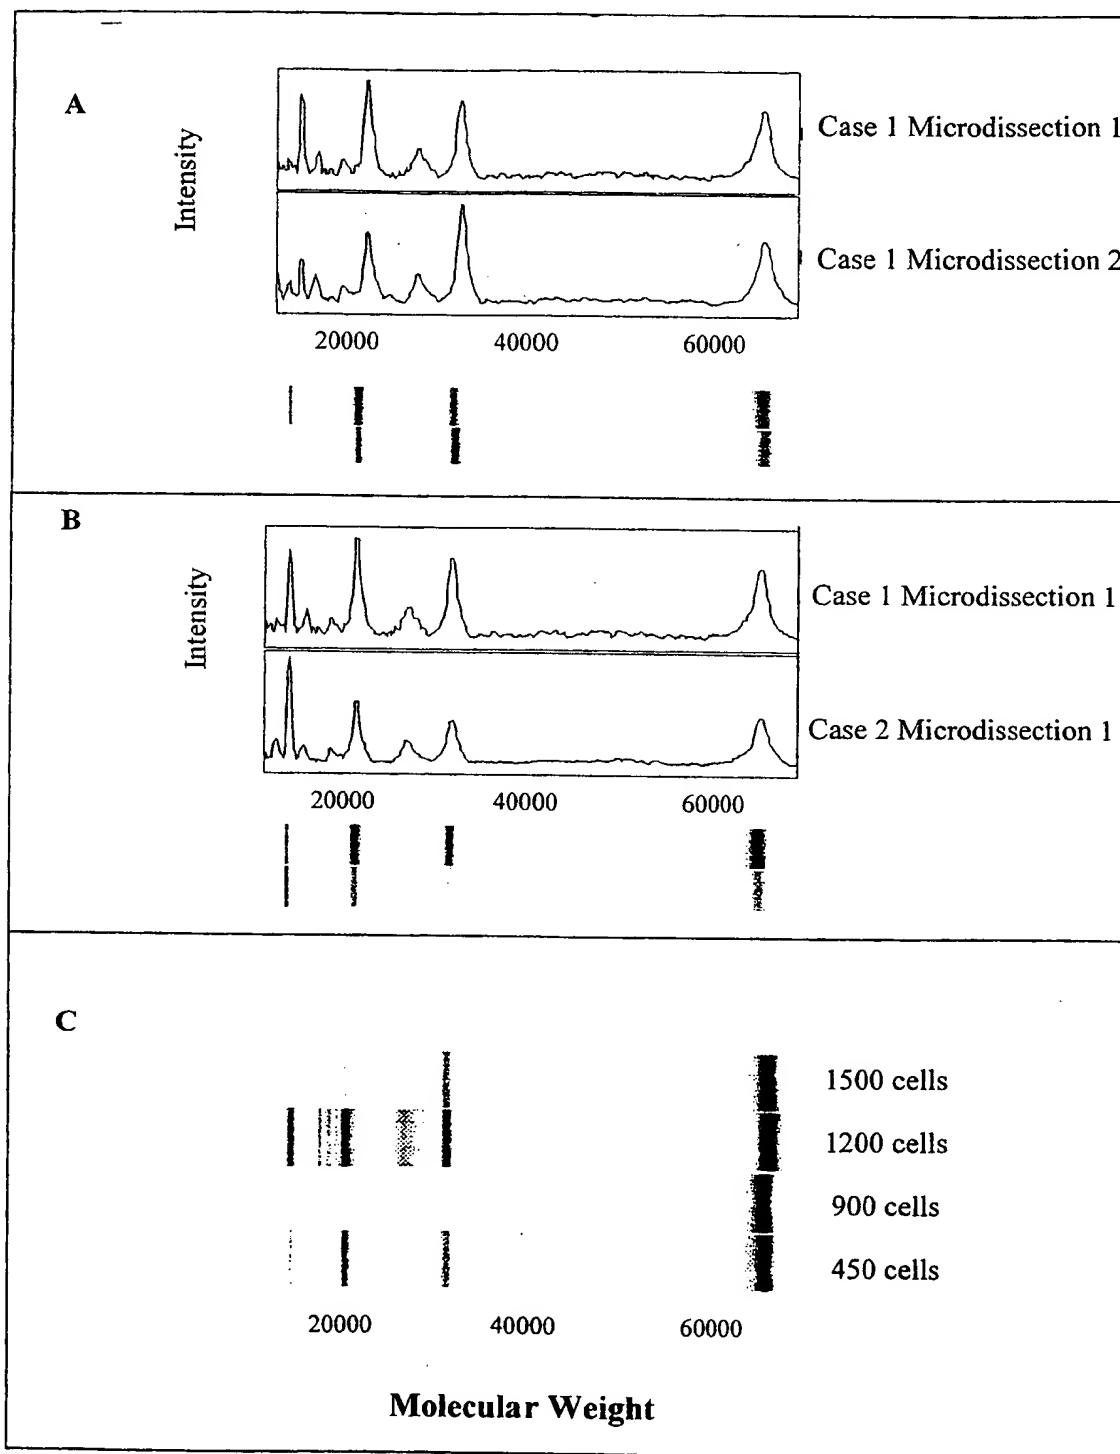 A
Intensity
Case 1 Microdissection 1
Case 1 Microdissection 2
20000 40000 60000
B
Intensity
Case 1 Microdissection 1
Case 2 Microdissection 1
20000 40000 60000
C
1500 cells
1200 cells
900 cells
450 cells
20000 40000 60000
Molecular Weight